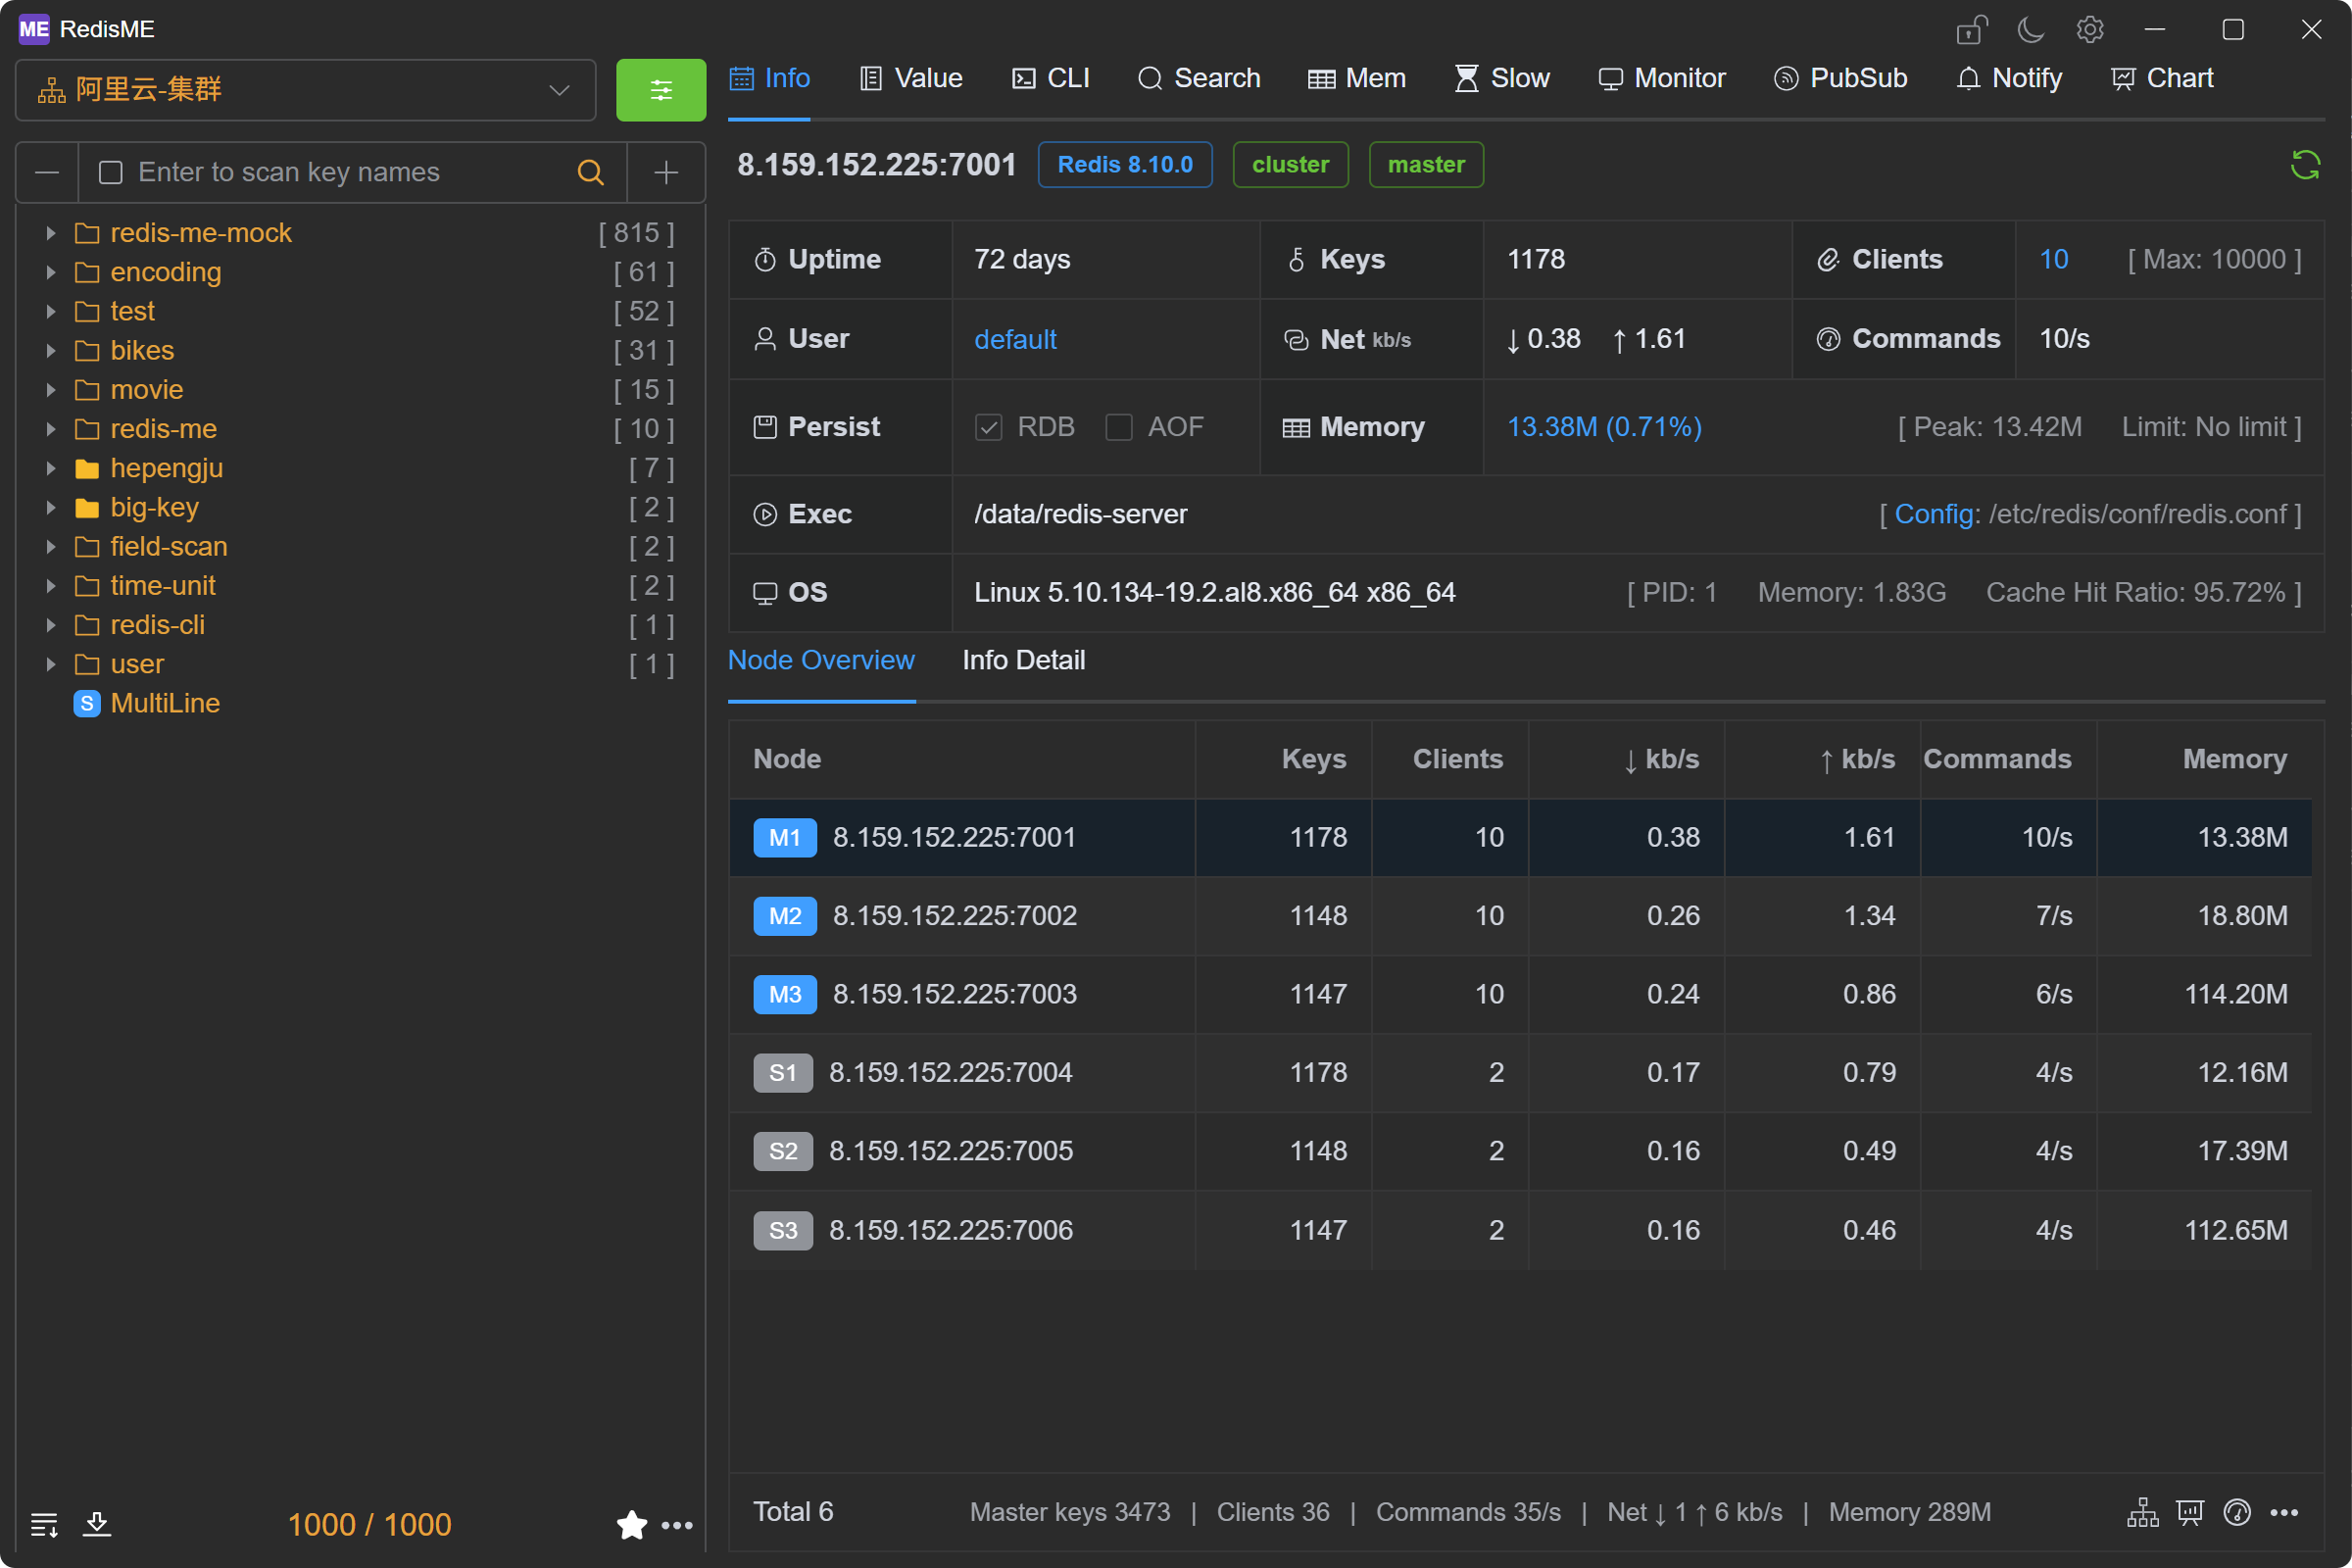 ME RedisME
阿里云-集群
Info Value CLI Search Mem Slow Monitor PubSub Notify Chart
Enter to scan key names
redis-me-mock [ 815 ]
encoding [ 61 ]
test [ 52 ]
bikes [ 31 ]
movie [ 15 ]
redis-me [ 10 ]
hepengju [ 7 ]
big-key [ 2 ]
field-scan [ 2 ]
time-unit [ 2 ]
redis-cli [ 1 ]
user [ 1 ]
S MultiLine
1000 / 1000
8.159.152.225:7001 Redis 8.10.0 cluster master
Uptime 72 days Keys 1178 Clients 10 [ Max: 10000 ]
User default Net kb/s ↓ 0.38 ↑ 1.61 Commands 10/s
Persist RDB AOF Memory 13.38M (0.71%) [ Peak: 13.42M Limit: No limit ]
Exec /data/redis-server [ Config: /etc/redis/conf/redis.conf ]
OS Linux 5.10.134-19.2.al8.x86_64 x86_64 [ PID: 1 Memory: 1.83G Cache Hit Ratio: 95.72% ]
Node Overview Info Detail
Node Keys Clients ↓ kb/s ↑ kb/s Commands Memory
M1 8.159.152.225:7001 1178 10 0.38 1.61 10/s 13.38M
M2 8.159.152.225:7002 1148 10 0.26 1.34 7/s 18.80M
M3 8.159.152.225:7003 1147 10 0.24 0.86 6/s 114.20M
S1 8.159.152.225:7004 1178 2 0.17 0.79 4/s 12.16M
S2 8.159.152.225:7005 1148 2 0.16 0.49 4/s 17.39M
S3 8.159.152.225:7006 1147 2 0.16 0.46 4/s 112.65M
Total 6 Master keys 3473 | Clients 36 | Commands 35/s | Net ↓ 1 ↑ 6 kb/s | Memory 289M